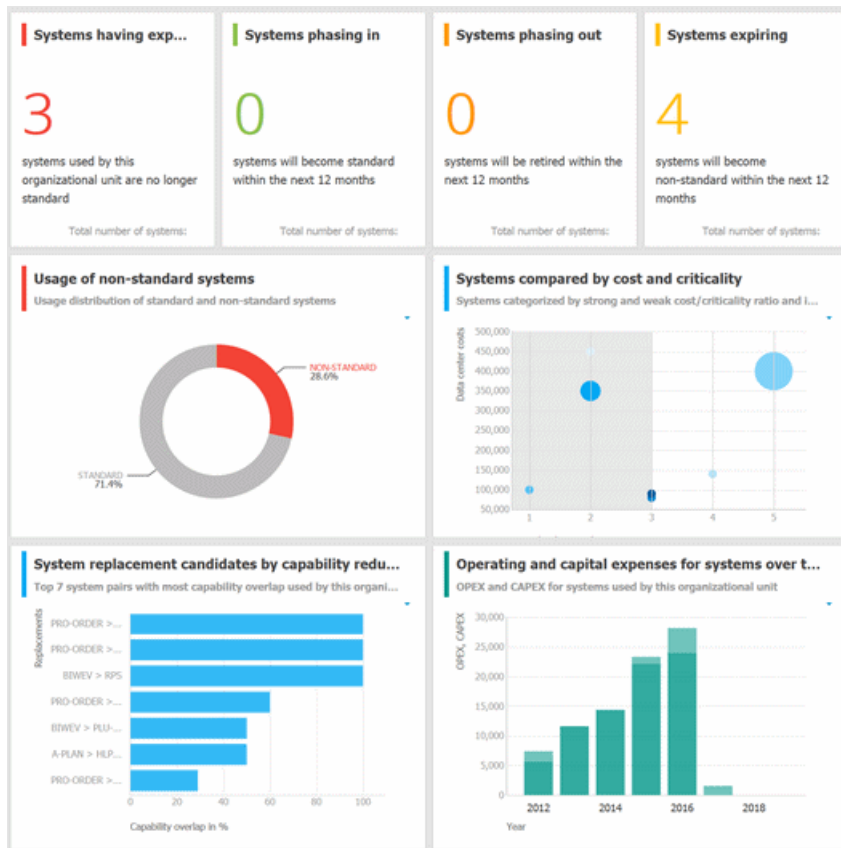 Systems having exp...
3
systems used by this
organizational unit are no longer
standard
Total number of systems:
Systems phasing in
0
systems will become standard
within the next 12 months
Total number of systems:
Systems phasing out
0
systems will be retired within the
next 12 months
Total number of systems:
Systems expiring
4
systems will become
non-standard within the next 12
months
Total number of systems:
Usage of non-standard systems
Usage distribution of standard and non-standard systems
NON-STANDARD
28.6%
STANDARD
71.4%
Systems compared by cost and criticality
Systems categorized by strong and weak cost/criticality ratio and i...
Data center costs
500,000
450,000
400,000
350,000
300,000
250,000
200,000
150,000
100,000
50,000
1 2 3 4 5
System replacement candidates by capability redu...
Top 7 system pairs with most capability overlap used by this organi...
Replacements
PRO-ORDER >...
PRO-ORDER >...
BIWEV > RPS
PRO-ORDER >...
BIWEV > PLU-...
A-PLAN > HLP...
PRO-ORDER >...
0 20 40 60 80 100
Capability overlap in %
Operating and capital expenses for systems over t...
OPEX and CAPEX for systems used by this organizational unit
OPEX, CAPEX
30,000
25,000
20,000
15,000
10,000
5,000
0
2012 2014 2016 2018
Year